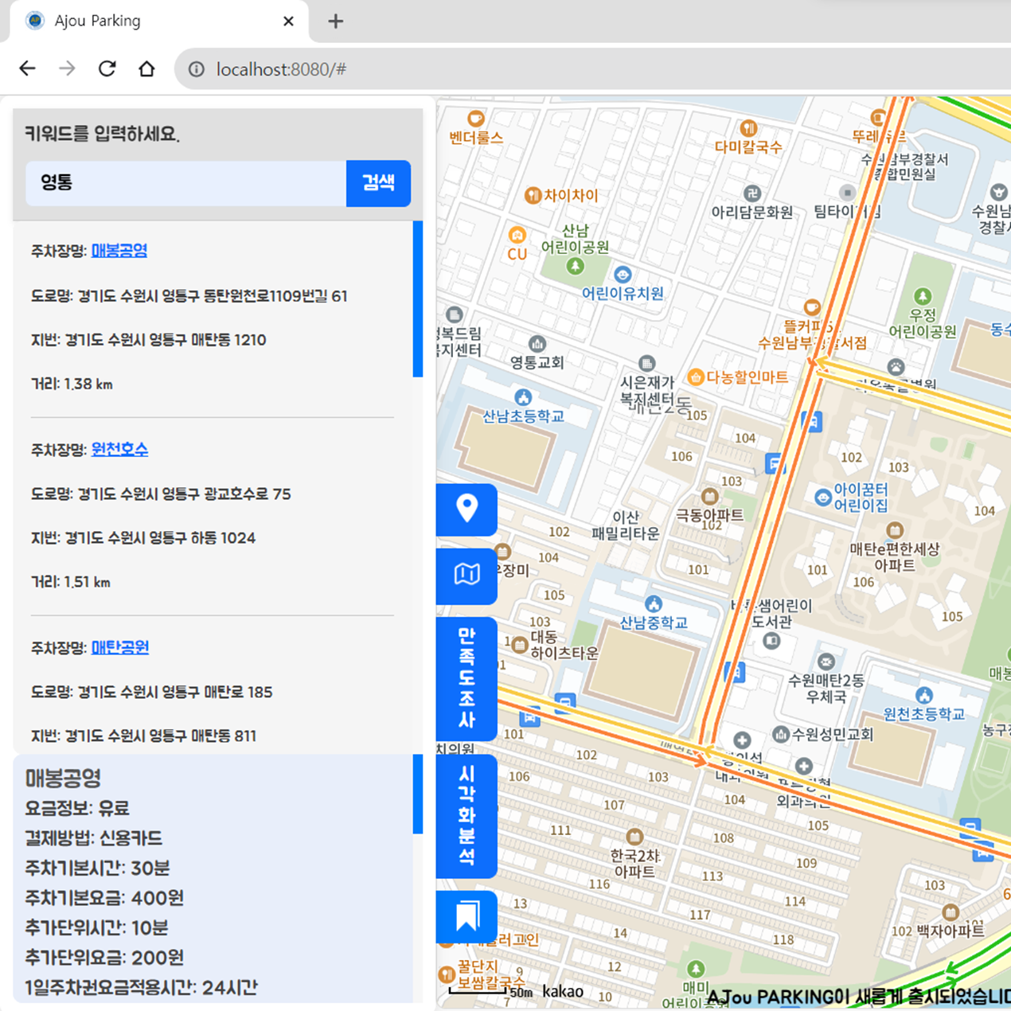 Ajou Parking
localhost:8080/#
키워드를 입력하세요.
영통
검색
주차장명: 매봉공영
도로명: 경기도 수원시 영통구 동탄원천로1109번길 61
지번: 경기도 수원시 영통구 매탄동 1210
거리: 1.38 km
주차장명: 원천호수
도로명: 경기도 수원시 영통구 광교호수로 75
지번: 경기도 수원시 영통구 하동 1024
거리: 1.51 km
주차장명: 매탄공원
도로명: 경기도 수원시 영통구 매탄로 185
지번: 경기도 수원시 영통구 매탄동 811
매봉공영
요금정보: 유료
결제방법: 신용카드
주차기본시간: 30분
주차기본요금: 400원
추가단위시간: 10분
추가단위요금: 200원
1일주차권요금적용시간: 24시간
만족도조사
시각화분석
벤더룰스
다미칼국수
뚜레쥬르
수원남부경찰서
종합민원실
차이차이
아리담문화원
수원남
경찰서
산남
어린이공원
CU
어린이유치원
우정
어린이공원
영통교회
수원남부경찰서점
시은재가
복지센터
다농할인마트
매탄2동
산남초등학교
105
104
106
103
102
103
104
아이꿈터
어린이집
극동아파트
102
이산
패밀리타운
102
매탄e편한세상
아파트
104
101
101
106
105
105
103
산남중학교
도서관
대동
하이츠타운
수원매탄2동
우체국
원천초등학교
수원성민교회
101
102
106
103
외과의원
104
107
105
111
108
한국2차
아파트
109
113
116
114
103
13
117
102
백자아파트
14
118
꿀단지
보쌈칼국수
9
12
매미
어린이공원
10
50m
kakao
AJou PARKING이 새롭게 출시되었습니다